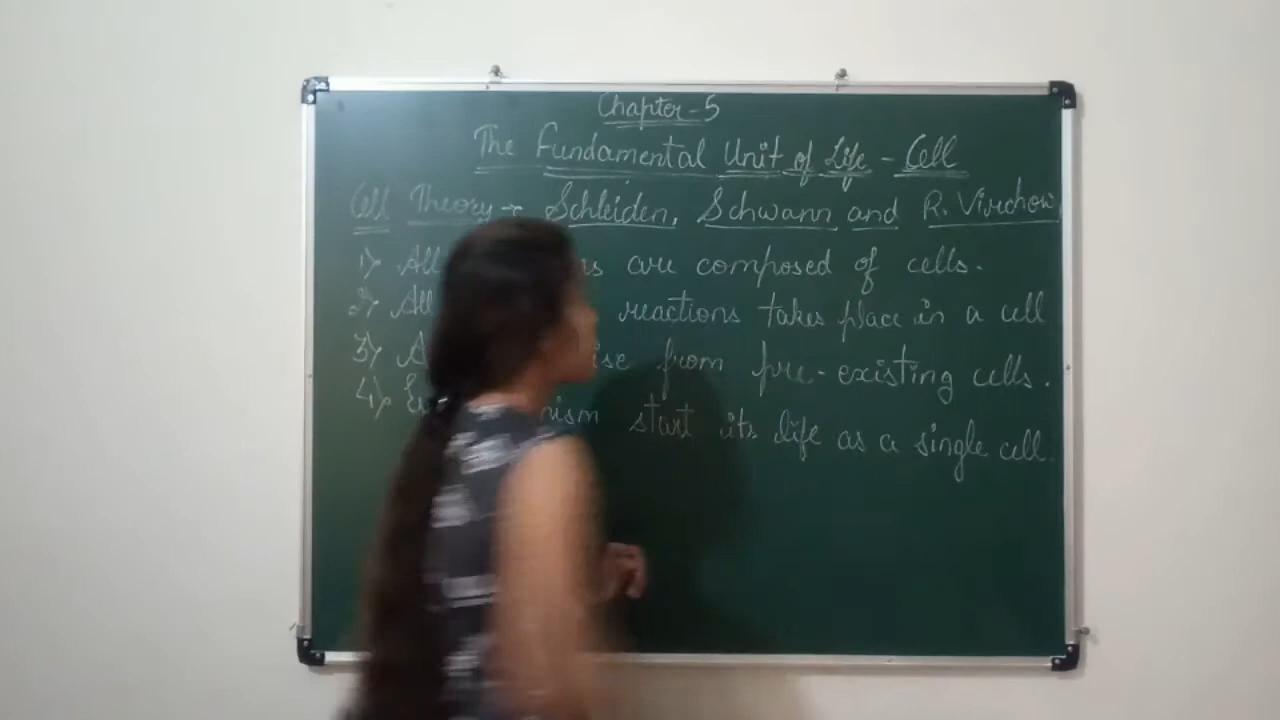 Chapter - 5
The Fundamental Unit of Life - Cell
Cell Theory → Schleiden, Schwann and R. Virchow
1) All are composed of cells.
2) All reactions takes place in a cell
3) from pre-existing cells.
4) start its life as a single cell.